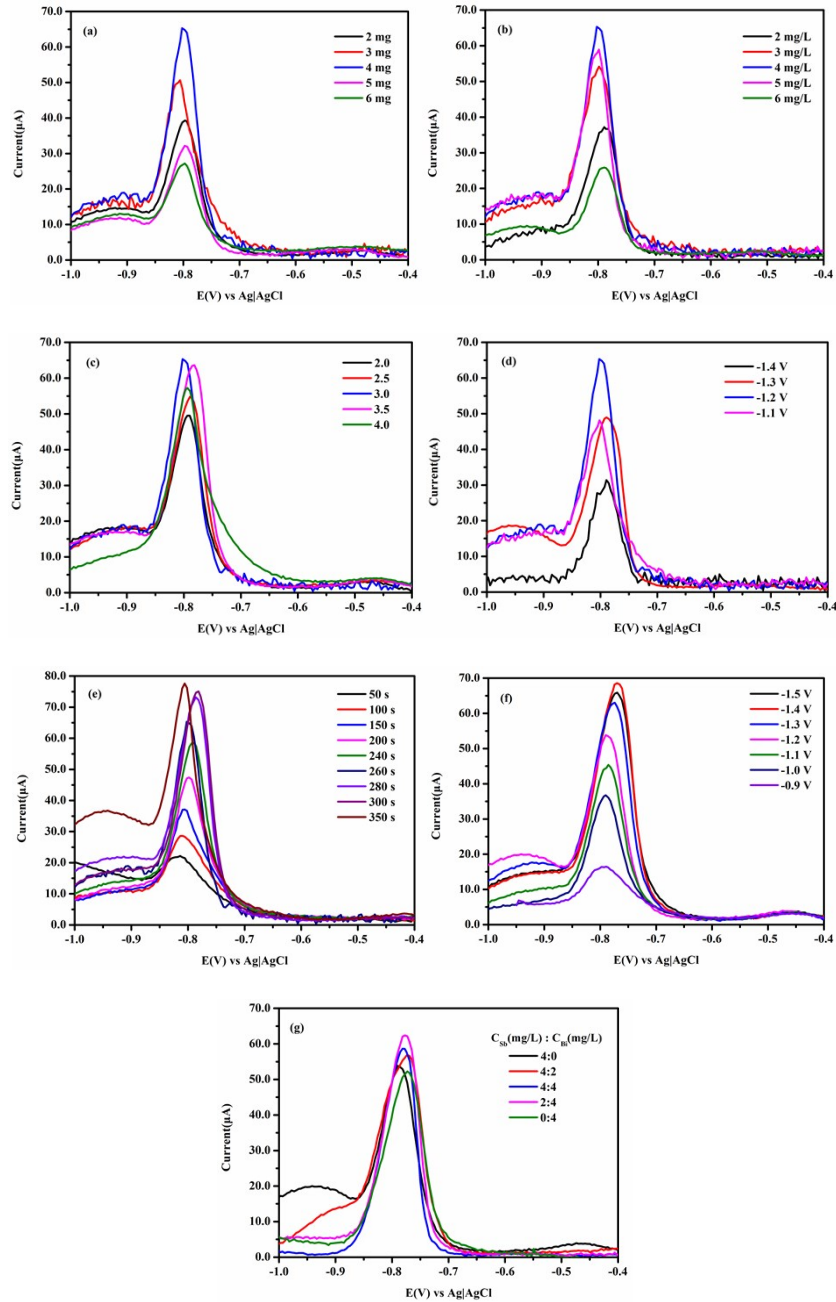 (a)
2 mg
3 mg
4 mg
5 mg
6 mg
70.0
60.0
50.0
40.0
30.0
20.0
10.0
0.0
Current(μA)
-1.0 -0.9 -0.8 -0.7 -0.6 -0.5 -0.4
E(V) vs Ag|AgCl
(b)
2 mg/L
3 mg/L
4 mg/L
5 mg/L
6 mg/L
70.0
60.0
50.0
40.0
30.0
20.0
10.0
0.0
Current(μA)
-1.0 -0.9 -0.8 -0.7 -0.6 -0.5 -0.4
E(V) vs Ag|AgCl
(c)
2.0
2.5
3.0
3.5
4.0
70.0
60.0
50.0
40.0
30.0
20.0
10.0
0.0
Current(μA)
-1.0 -0.9 -0.8 -0.7 -0.6 -0.5 -0.4
E(V) vs Ag|AgCl
(d)
-1.4 V
-1.3 V
-1.2 V
-1.1 V
70.0
60.0
50.0
40.0
30.0
20.0
10.0
0.0
Current(μA)
-1.0 -0.9 -0.8 -0.7 -0.6 -0.5 -0.4
E(V) vs Ag|AgCl
(e)
50 s
100 s
150 s
200 s
240 s
260 s
280 s
300 s
350 s
80.0
70.0
60.0
50.0
40.0
30.0
20.0
10.0
0.0
Current(μA)
-1.0 -0.9 -0.8 -0.7 -0.6 -0.5 -0.4
E(V) vs Ag|AgCl
(f)
-1.5 V
-1.4 V
-1.3 V
-1.2 V
-1.1 V
-1.0 V
-0.9 V
70.0
60.0
50.0
40.0
30.0
20.0
10.0
0.0
Current(μA)
-1.0 -0.9 -0.8 -0.7 -0.6 -0.5 -0.4
E(V) vs Ag|AgCl
(g)
C_Sb(mg/L) : C_Bi(mg/L)
4:0
4:2
4:4
2:4
0:4
70.0
60.0
50.0
40.0
30.0
20.0
10.0
0.0
Current(μA)
-1.0 -0.9 -0.8 -0.7 -0.6 -0.5 -0.4
E(V) vs Ag|AgCl